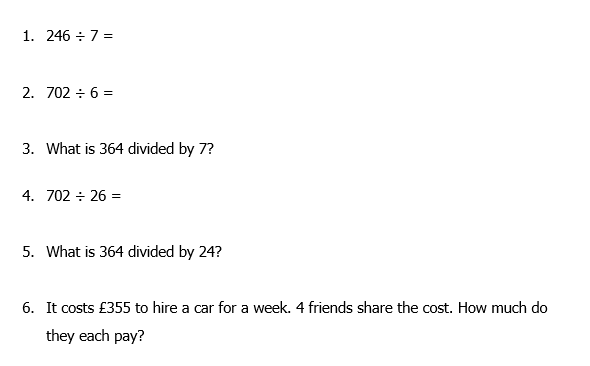 1. 246 ÷ 7 =
2. 702 ÷ 6 =
3. What is 364 divided by 7?
4. 702 ÷ 26 =
5. What is 364 divided by 24?
6. It costs £355 to hire a car for a week. 4 friends share the cost. How much do
they each pay?